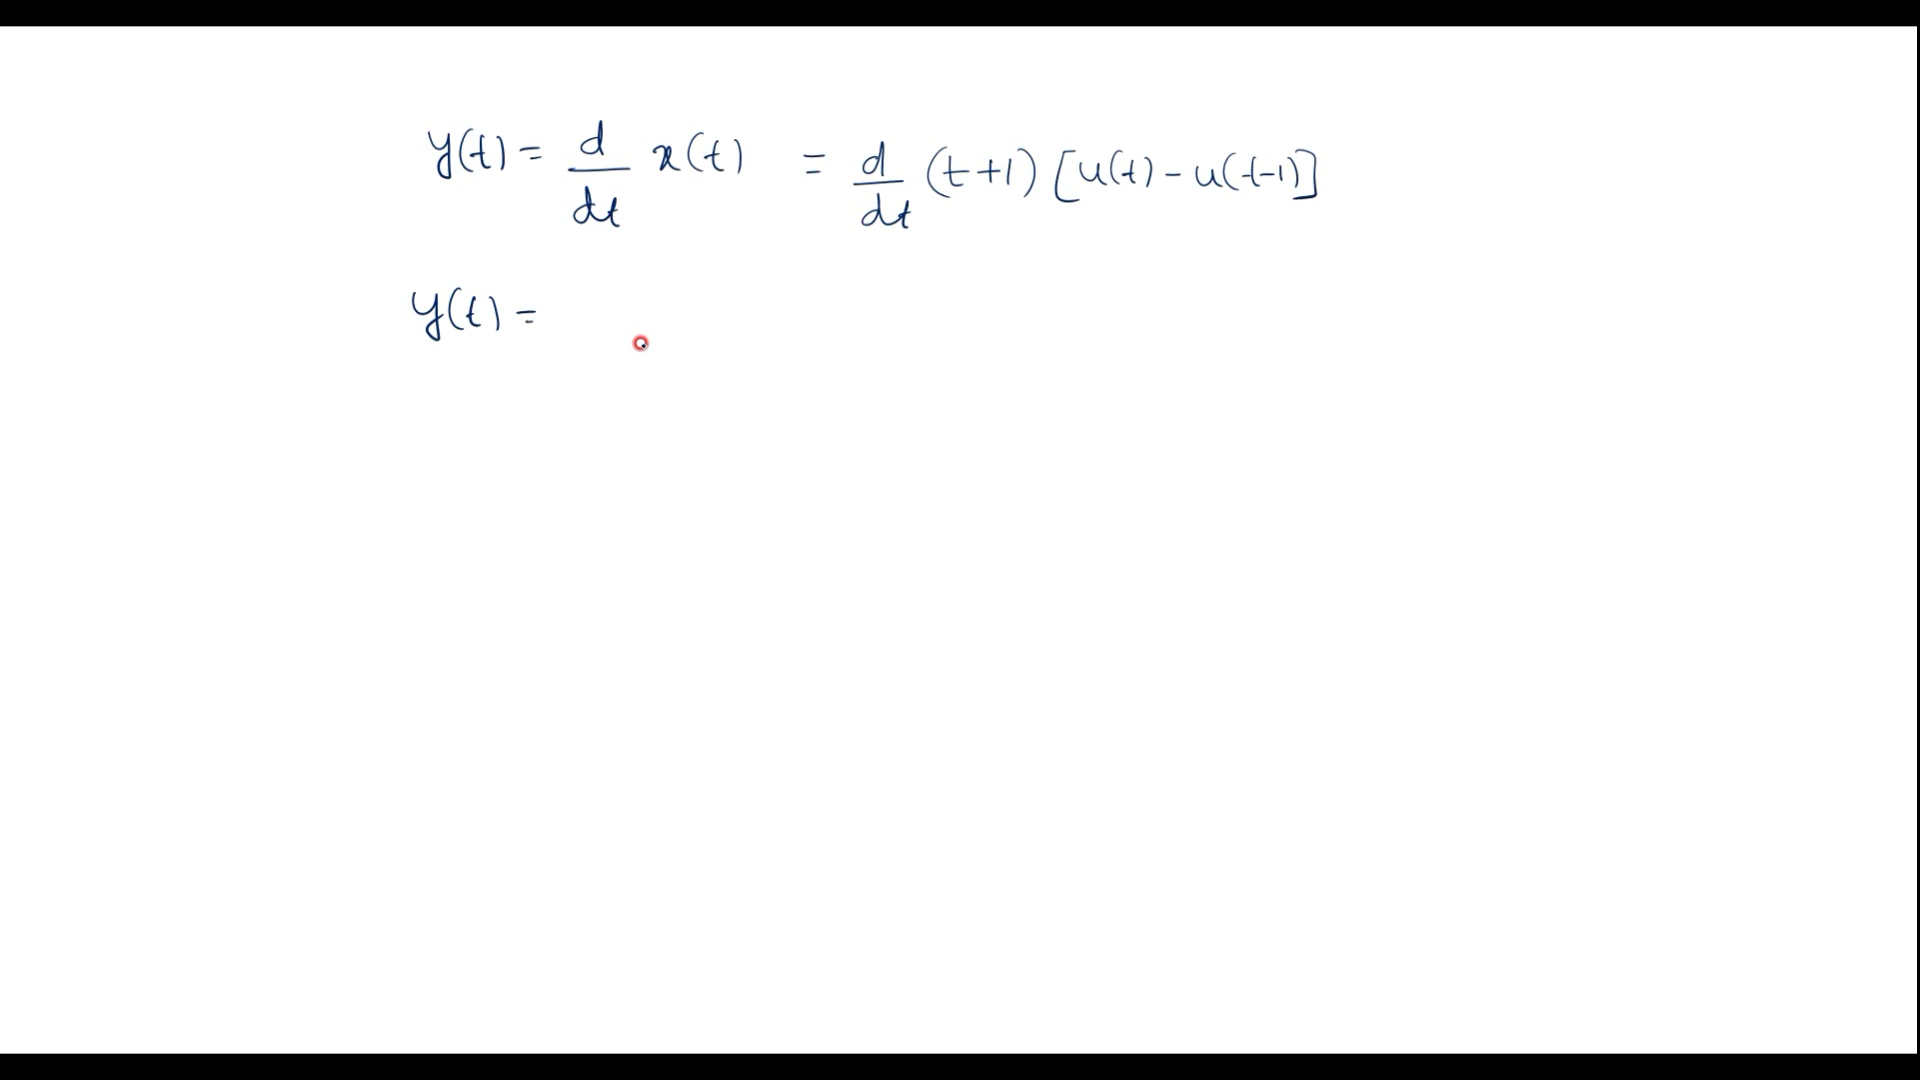 y(t) = d/dt x(t) = d/dt (t+1) [u(t) - u(t-1)]
y(t) =